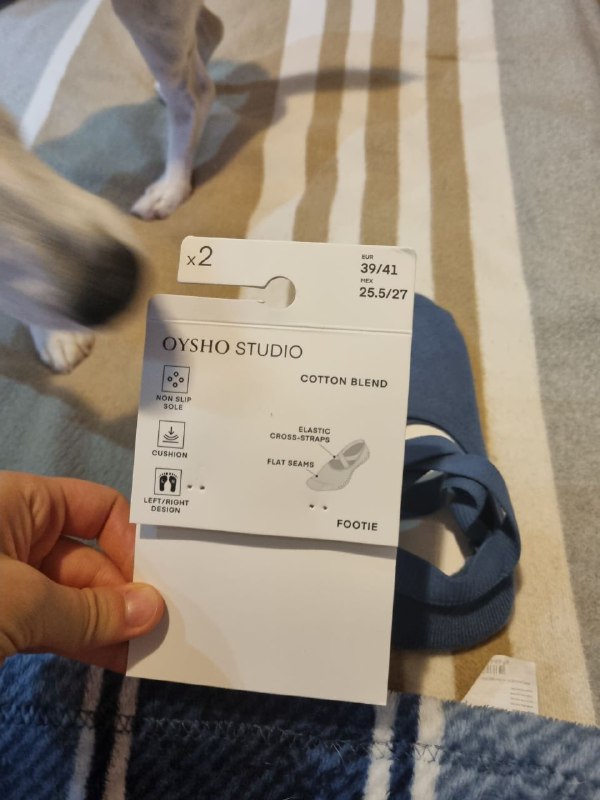 x2
EUR
39/41
MEX
25.5/27
OYSHO STUDIO
COTTON BLEND
NON SLIP
SOLE
CUSHION
LEFT/RIGHT
DESIGN
ELASTIC
CROSS-STRAPS
FLAT SEAMS
FOOTIE